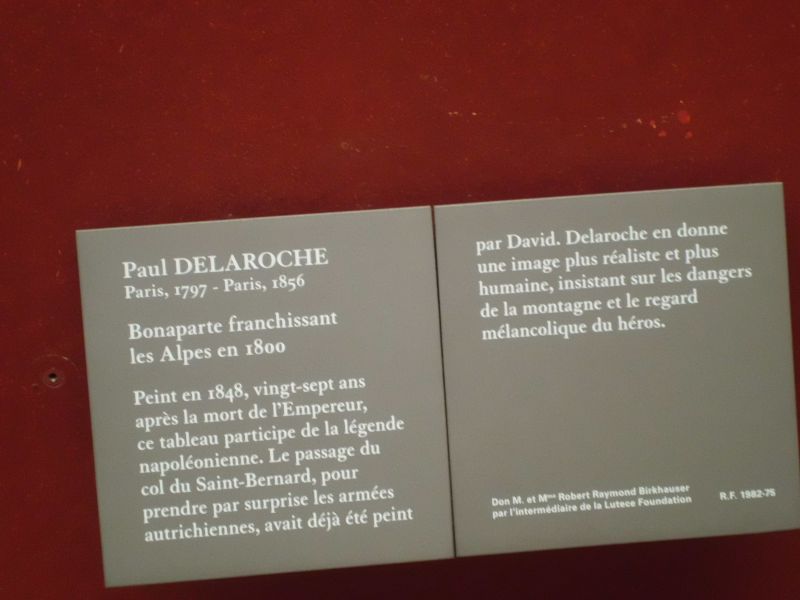 Paul DELAROCHE
Paris, 1797 - Paris, 1856
Bonaparte franchissant
les Alpes en 1800
Peint en 1848, vingt-sept ans
après la mort de l'Empereur,
ce tableau participe de la légende
napoléonienne. Le passage du
col du Saint-Bernard, pour
prendre par surprise les armées
autrichiennes, avait déjà été peint
par David. Delaroche en donne
une image plus réaliste et plus
humaine, insistant sur les dangers
de la montagne et le regard
mélancolique du héros.
Don M. et Mme Robert Raymond Birkhauser
par l'intermédiaire de la Lutece Foundation
R.F. 1982-75